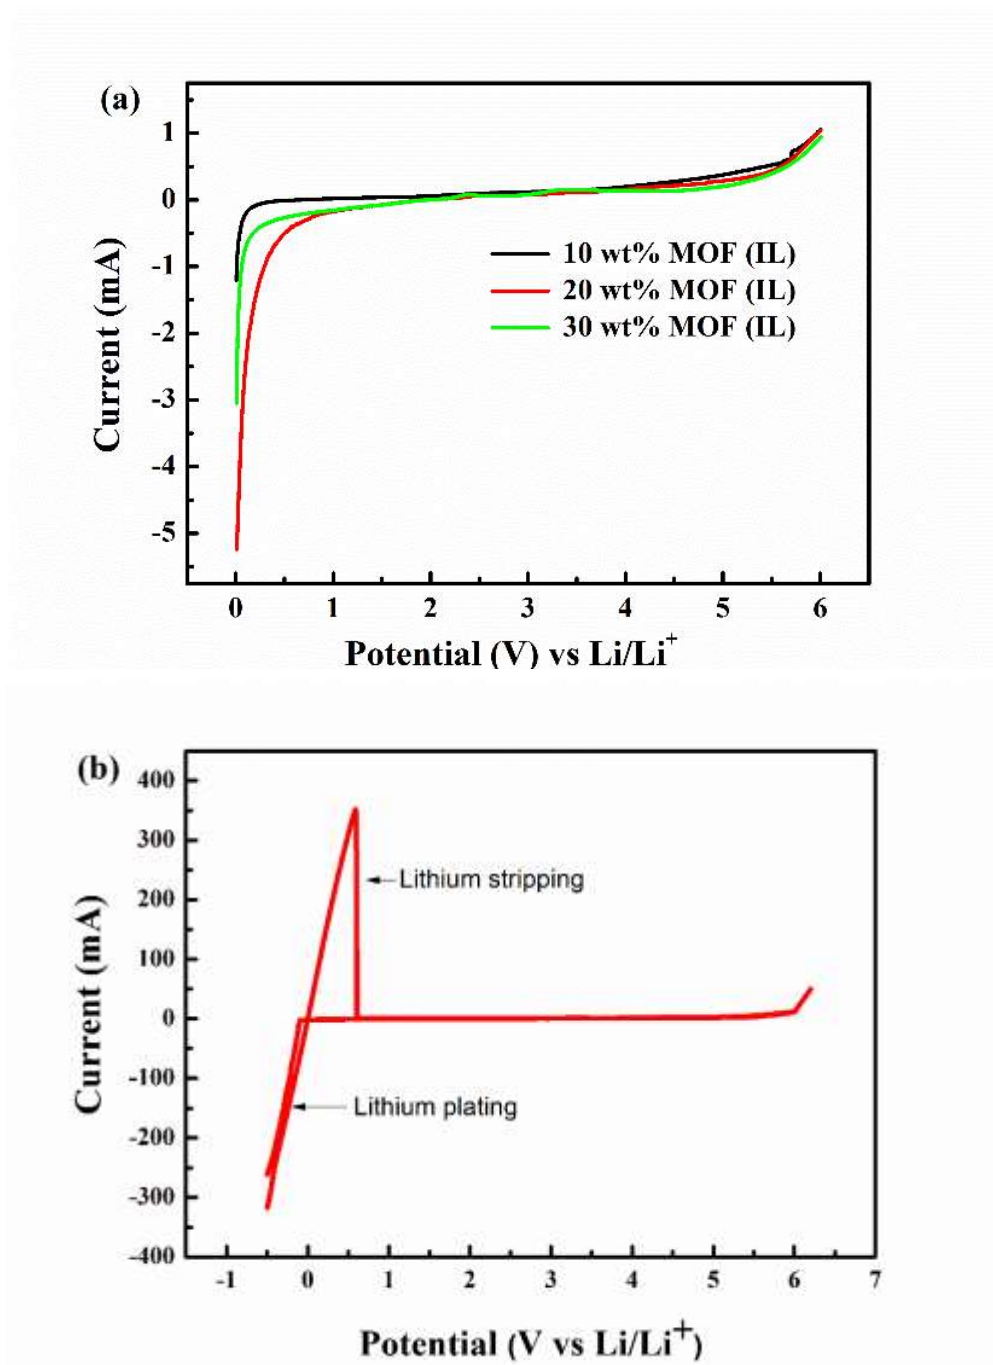 (a)
1
0
-1
-2
-3
-4
-5
Current (mA)
10 wt% MOF (IL)
20 wt% MOF (IL)
30 wt% MOF (IL)
0 1 2 3 4 5 6
Potential (V) vs Li/Li⁺
(b)
400
300
200
100
0
-100
-200
-300
-400
Current (mA)
Lithium stripping
Lithium plating
-1 0 1 2 3 4 5 6 7
Potential (V vs Li/Li⁺)